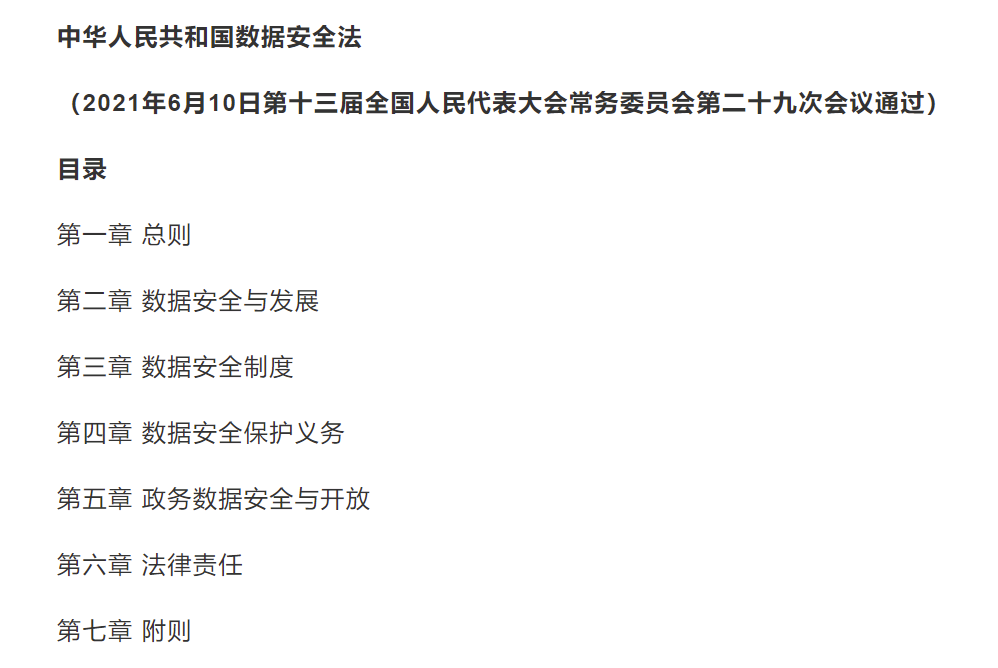 中华人民共和国数据安全法
（2021年6月10日第十三届全国人民代表大会常务委员会第二十九次会议通过）
目录
第一章 总则
第二章 数据安全与发展
第三章 数据安全制度
第四章 数据安全保护义务
第五章 政务数据安全与开放
第六章 法律责任
第七章 附则